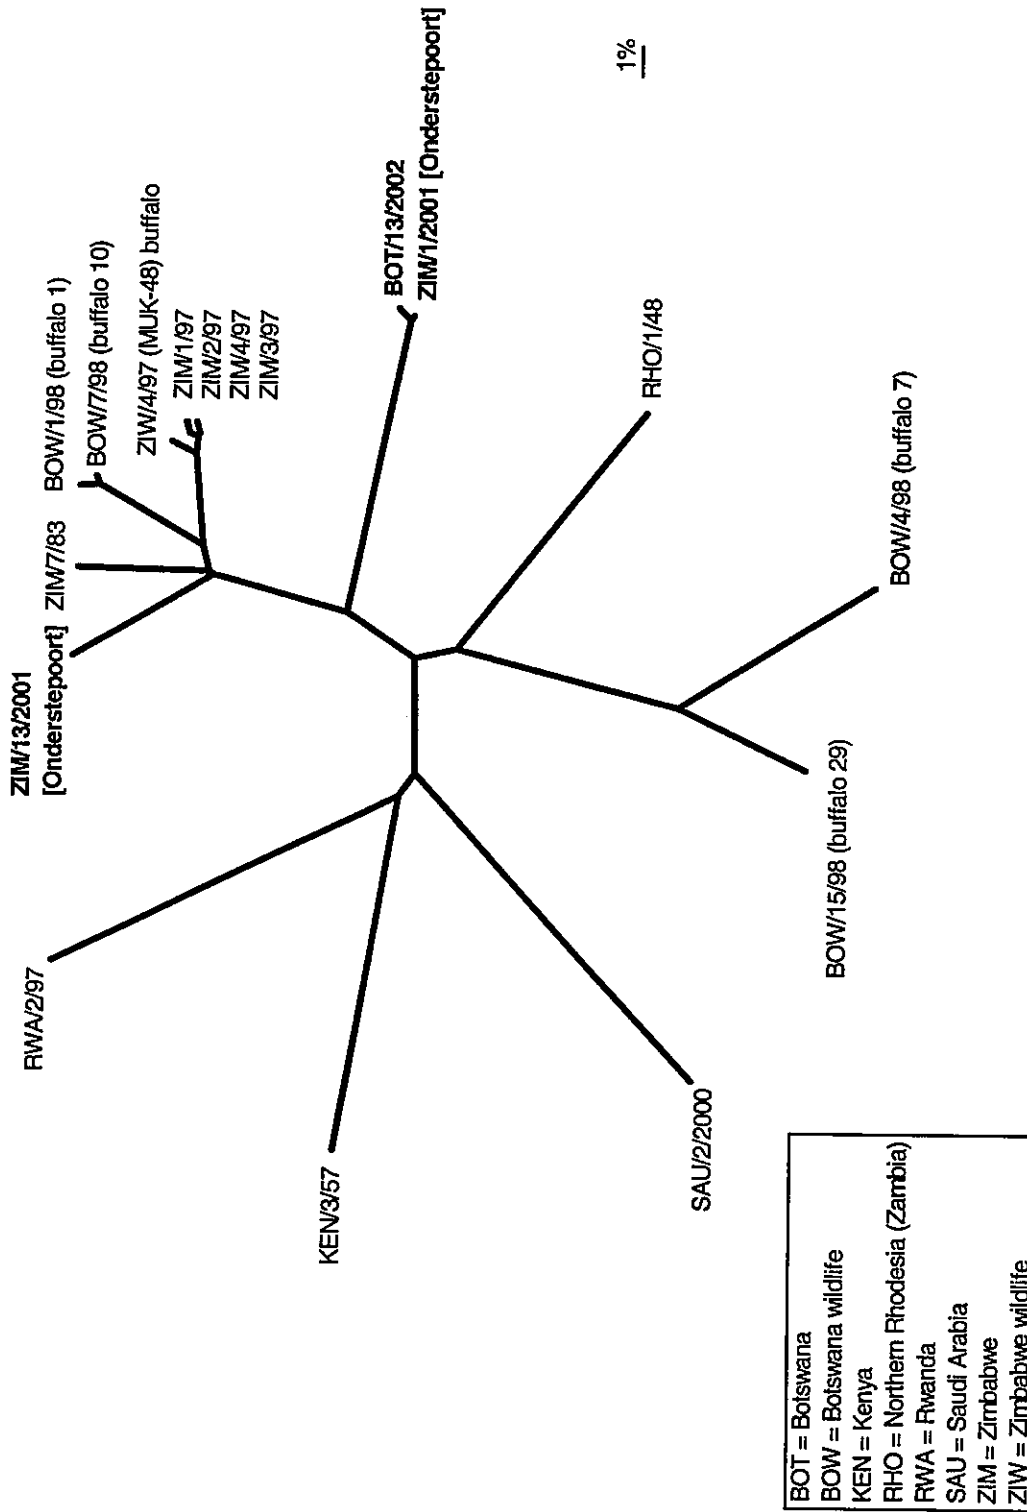 ZIM/13/2001
[Onderstepoort]
ZIM/7/83
BOW/1/98 (buffalo 1)
BOW/7/98 (buffalo 10)
ZIW/4/97 (MUK-48) buffalo
ZIM/1/97
ZIM/2/97
ZIM/4/97
ZIM/3/97
BOT/13/2002
ZIM/1/2001 [Onderstepoort]
RHO/1/48
BOW/4/98 (buffalo 7)
BOW/15/98 (buffalo 29)
SAU/2/2000
KEN/3/57
RWA/2/97
1%
BOT = Botswana
BOW = Botswana wildlife
KEN = Kenya
RHO = Northern Rhodesia (Zambia)
RWA = Rwanda
SAU = Saudi Arabia
ZIM = Zimbabwe
ZIW = Zimbabwe wildlife